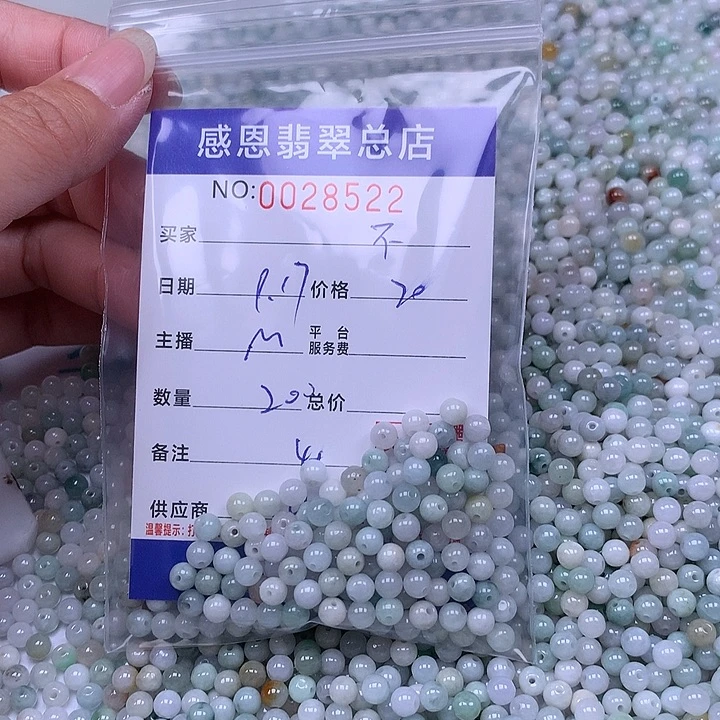 感恩翡翠总店
NO:0028522
买家 不
日期 1.17 价格 20
主播 M 平台服务费
数量 总价
备注
供应商
温馨提示: